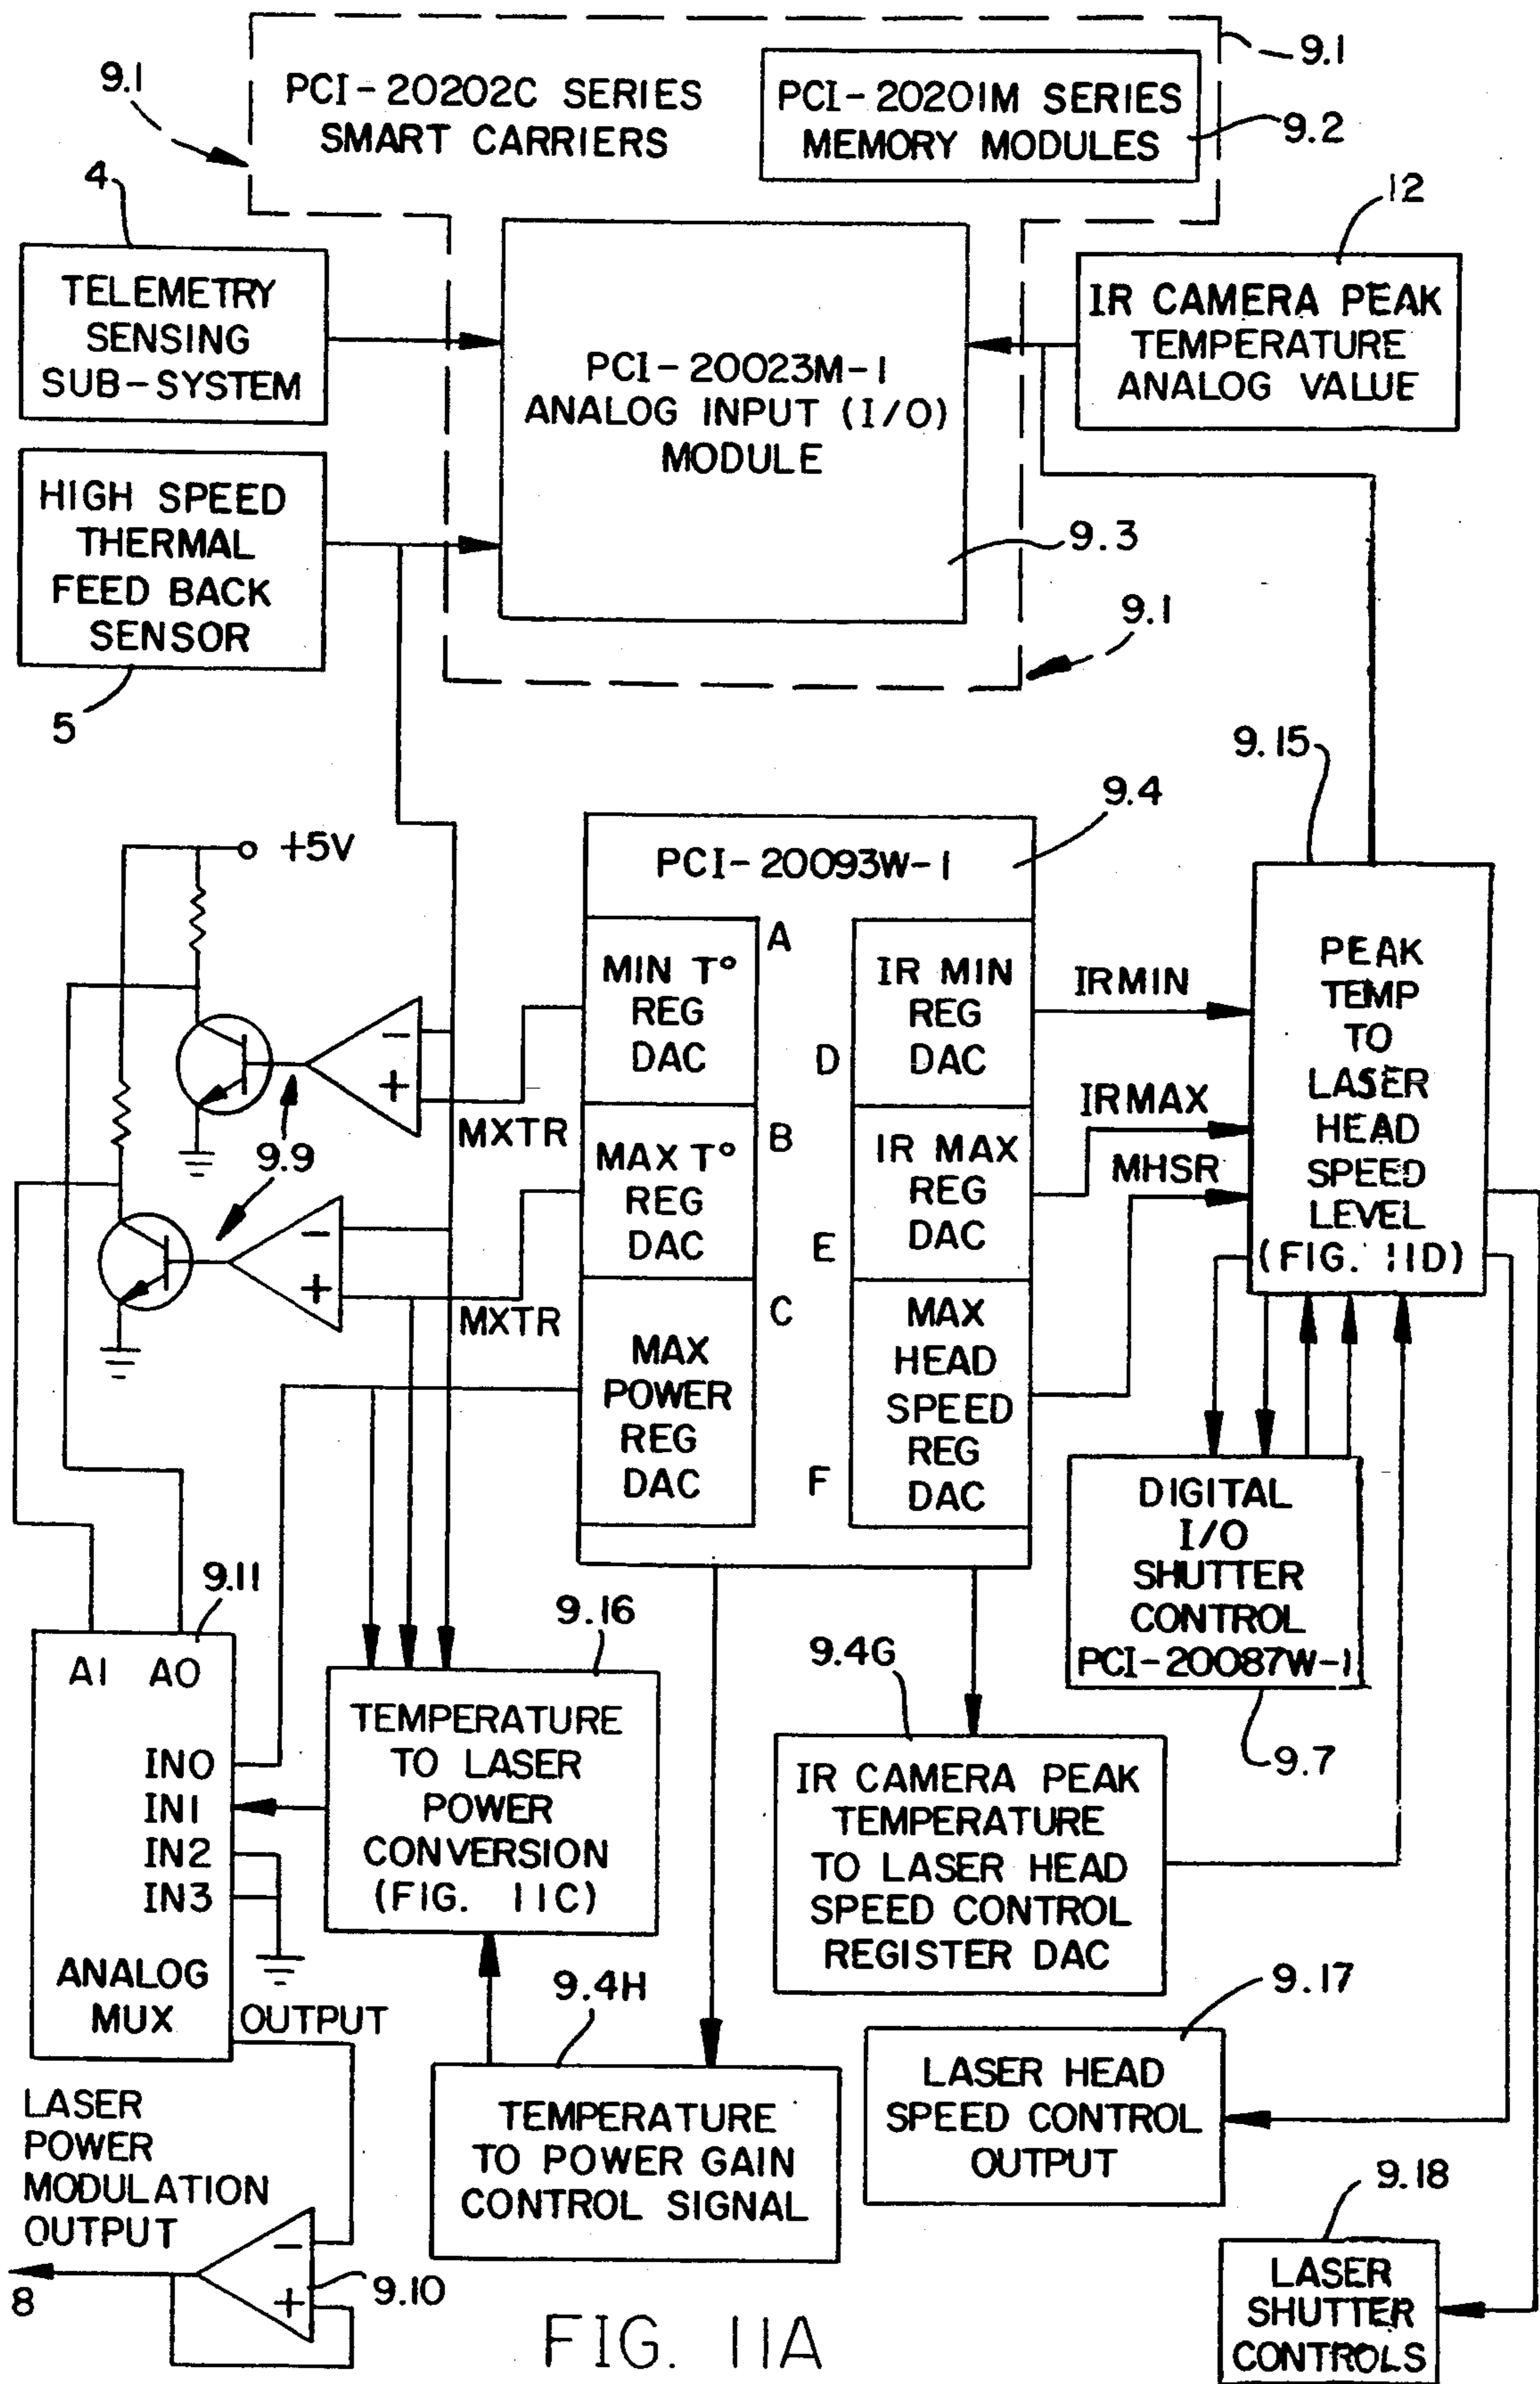 9.1
PCI-20202C SERIES
SMART CARRIERS
PCI-20201M SERIES
MEMORY MODULES
9.1
9.2
4
TELEMETRY
SENSING
SUB-SYSTEM
PCI-20023M-1
ANALOG INPUT (I/O)
MODULE
12
IR CAMERA PEAK
TEMPERATURE
ANALOG VALUE
HIGH SPEED
THERMAL
FEED BACK
SENSOR
5
9.3
9.1
9.15
9.4
+5V
PCI-20093W-1
A
MIN T°
REG
DAC
IR MIN
REG
DAC
D
IRMIN
PEAK
TEMP
TO
LASER
HEAD
SPEED
LEVEL
(FIG. 11D)
-
+
MXTR
9.9
B
MAX T°
REG
DAC
IR MAX
REG
DAC
E
IRMAX
MHSR
-
+
MXTR
C
MAX
POWER
REG
DAC
MAX
HEAD
SPEED
REG
DAC
F
DIGITAL
I/O
SHUTTER
CONTROL
PCI-20087W-1
9.7
9.11
A1 A0
IN0
IN1
IN2
IN3
ANALOG
MUX
OUTPUT
9.16
TEMPERATURE
TO LASER
POWER
CONVERSION
(FIG. 11C)
9.4G
IR CAMERA PEAK
TEMPERATURE
TO LASER HEAD
SPEED CONTROL
REGISTER DAC
9.4H
TEMPERATURE
TO POWER GAIN
CONTROL SIGNAL
9.17
LASER HEAD
SPEED CONTROL
OUTPUT
LASER
POWER
MODULATION
OUTPUT
-
+
9.10
8
9.18
LASER
SHUTTER
CONTROLS
FIG. 11A